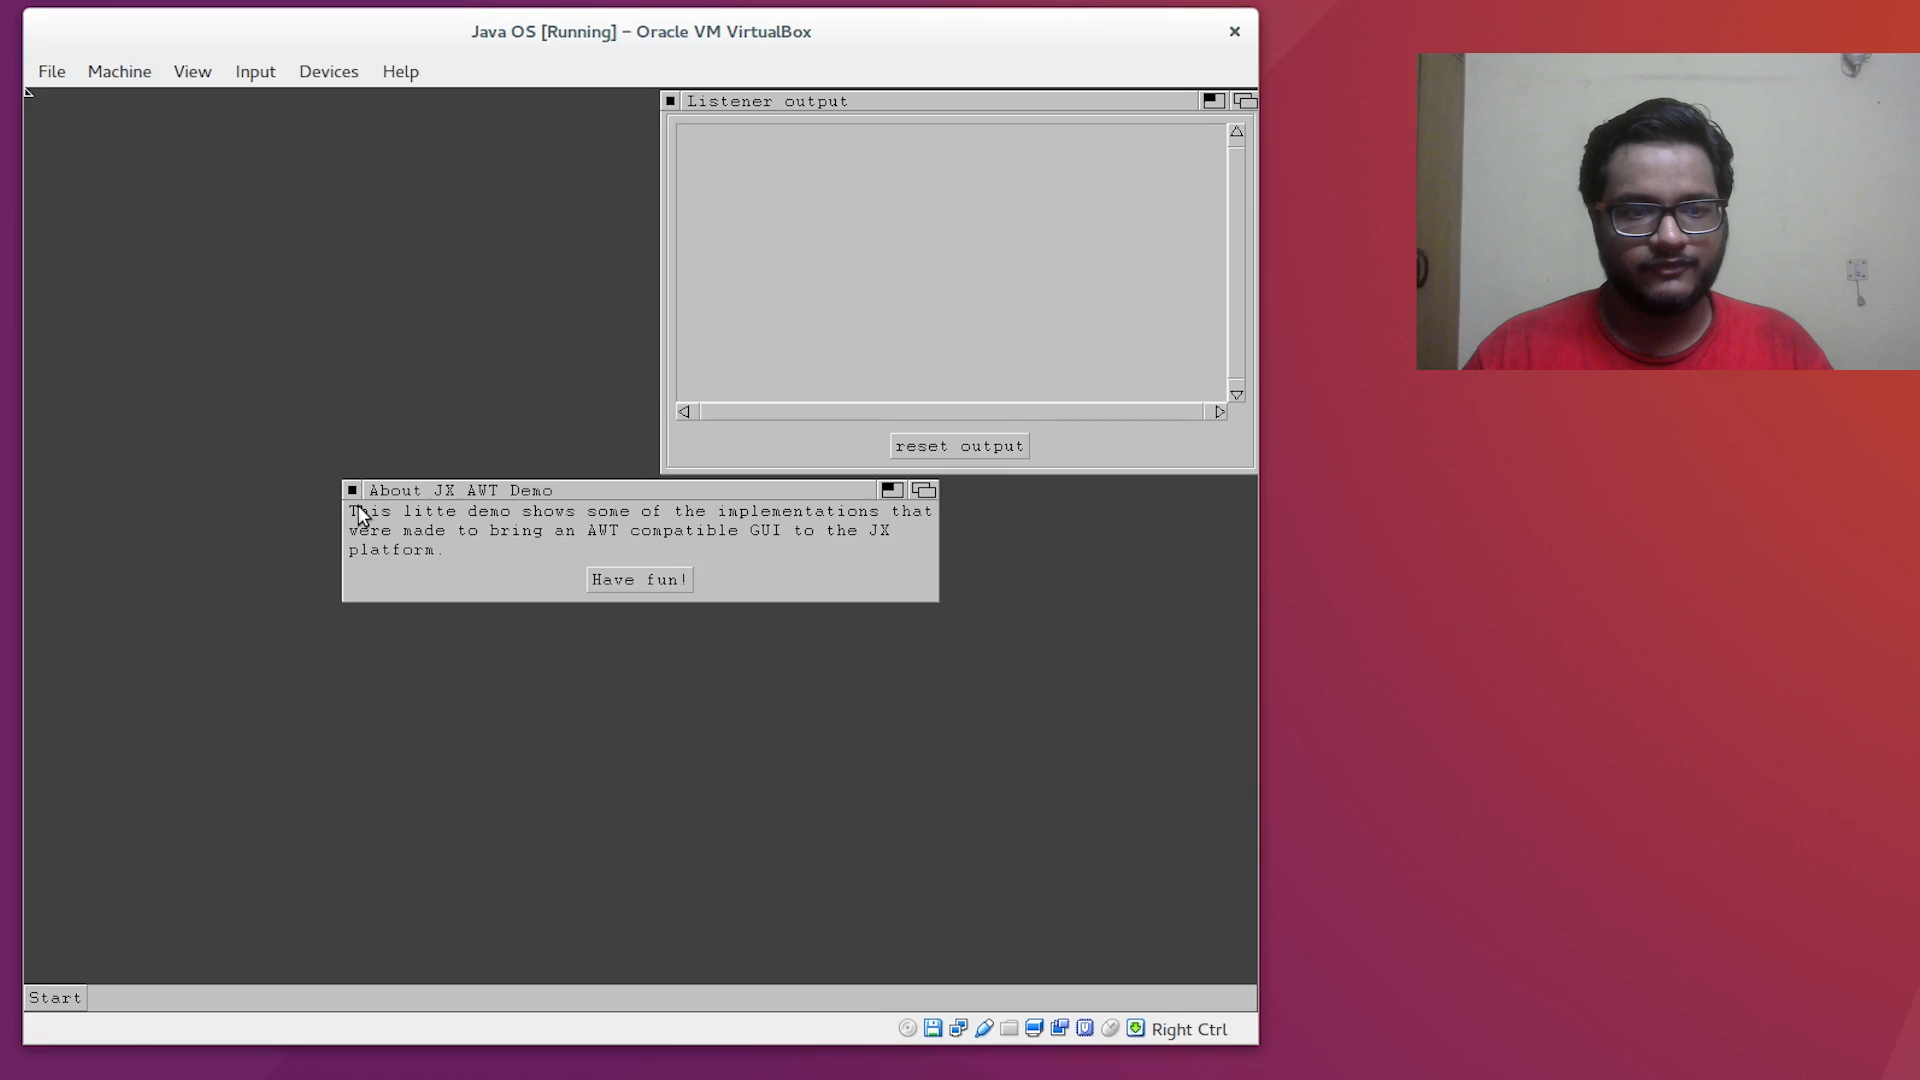 Java OS [Running] – Oracle VM VirtualBox
File Machine View Input Devices Help
Listener output
reset output
About JX AWT Demo
This litte demo shows some of the implementations that
were made to bring an AWT compatible GUI to the JX
platform.
Have fun!
Start
Right Ctrl